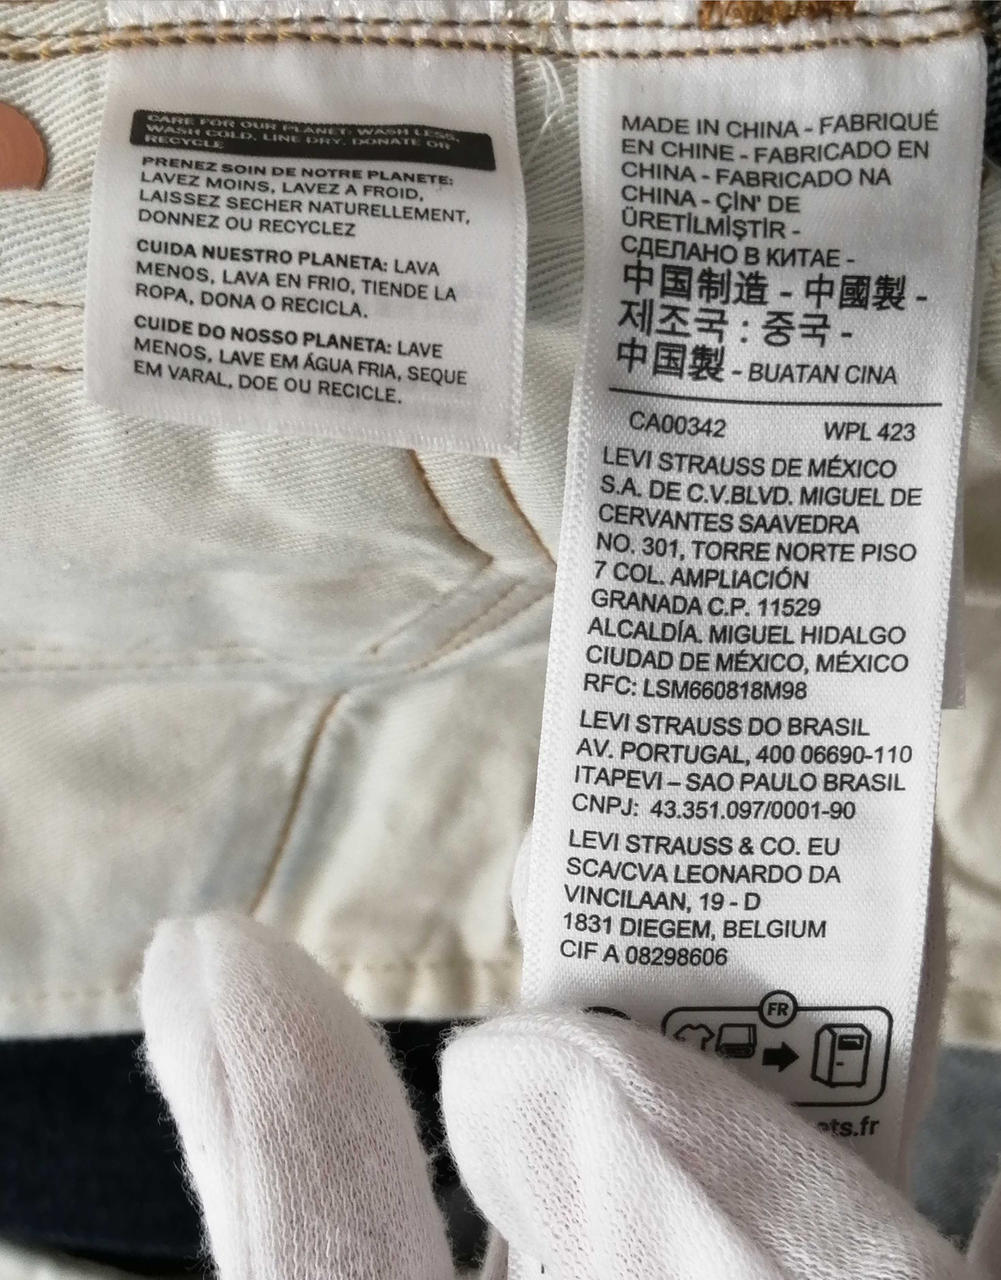 CARE FOR OUR PLANET: WASH LESS,
WASH COLD, LINE DRY, DONATE OR
RECYCLE
PRENEZ SOIN DE NOTRE PLANETE:
LAVEZ MOINS, LAVEZ A FROID,
LAISSEZ SECHER NATURELLEMENT,
DONNEZ OU RECYCLEZ
CUIDA NUESTRO PLANETA: LAVA
MENOS, LAVA EN FRIO, TIENDE LA
ROPA, DONA O RECICLA.
CUIDE DO NOSSO PLANETA: LAVE
MENOS, LAVE EM ÁGUA FRIA, SEQUE
EM VARAL, DOE OU RECICLE.
MADE IN CHINA - FABRIQUÉ
EN CHINE - FABRICADO EN
CHINA - FABRICADO NA
CHINA - ÇİN' DE
ÜRETİLMİŞTİR -
СДЕЛАНО В КИТАЕ -
中国制造 - 中國製 -
제조국 : 중국 -
中国製 - BUATAN CINA
CA00342 WPL 423
LEVI STRAUSS DE MÉXICO
S.A. DE C.V.BLVD. MIGUEL DE
CERVANTES SAAVEDRA
NO. 301, TORRE NORTE PISO
7 COL. AMPLIACIÓN
GRANADA C.P. 11529
ALCALDÍA. MIGUEL HIDALGO
CIUDAD DE MÉXICO, MÉXICO
RFC: LSM660818M98
LEVI STRAUSS DO BRASIL
AV. PORTUGAL, 400 06690-110
ITAPEVI – SAO PAULO BRASIL
CNPJ: 43.351.097/0001-90
LEVI STRAUSS & CO. EU
SCA/CVA LEONARDO DA
VINCILAAN, 19 - D
1831 DIEGEM, BELGIUM
CIF A 08298606
FR
ets.fr